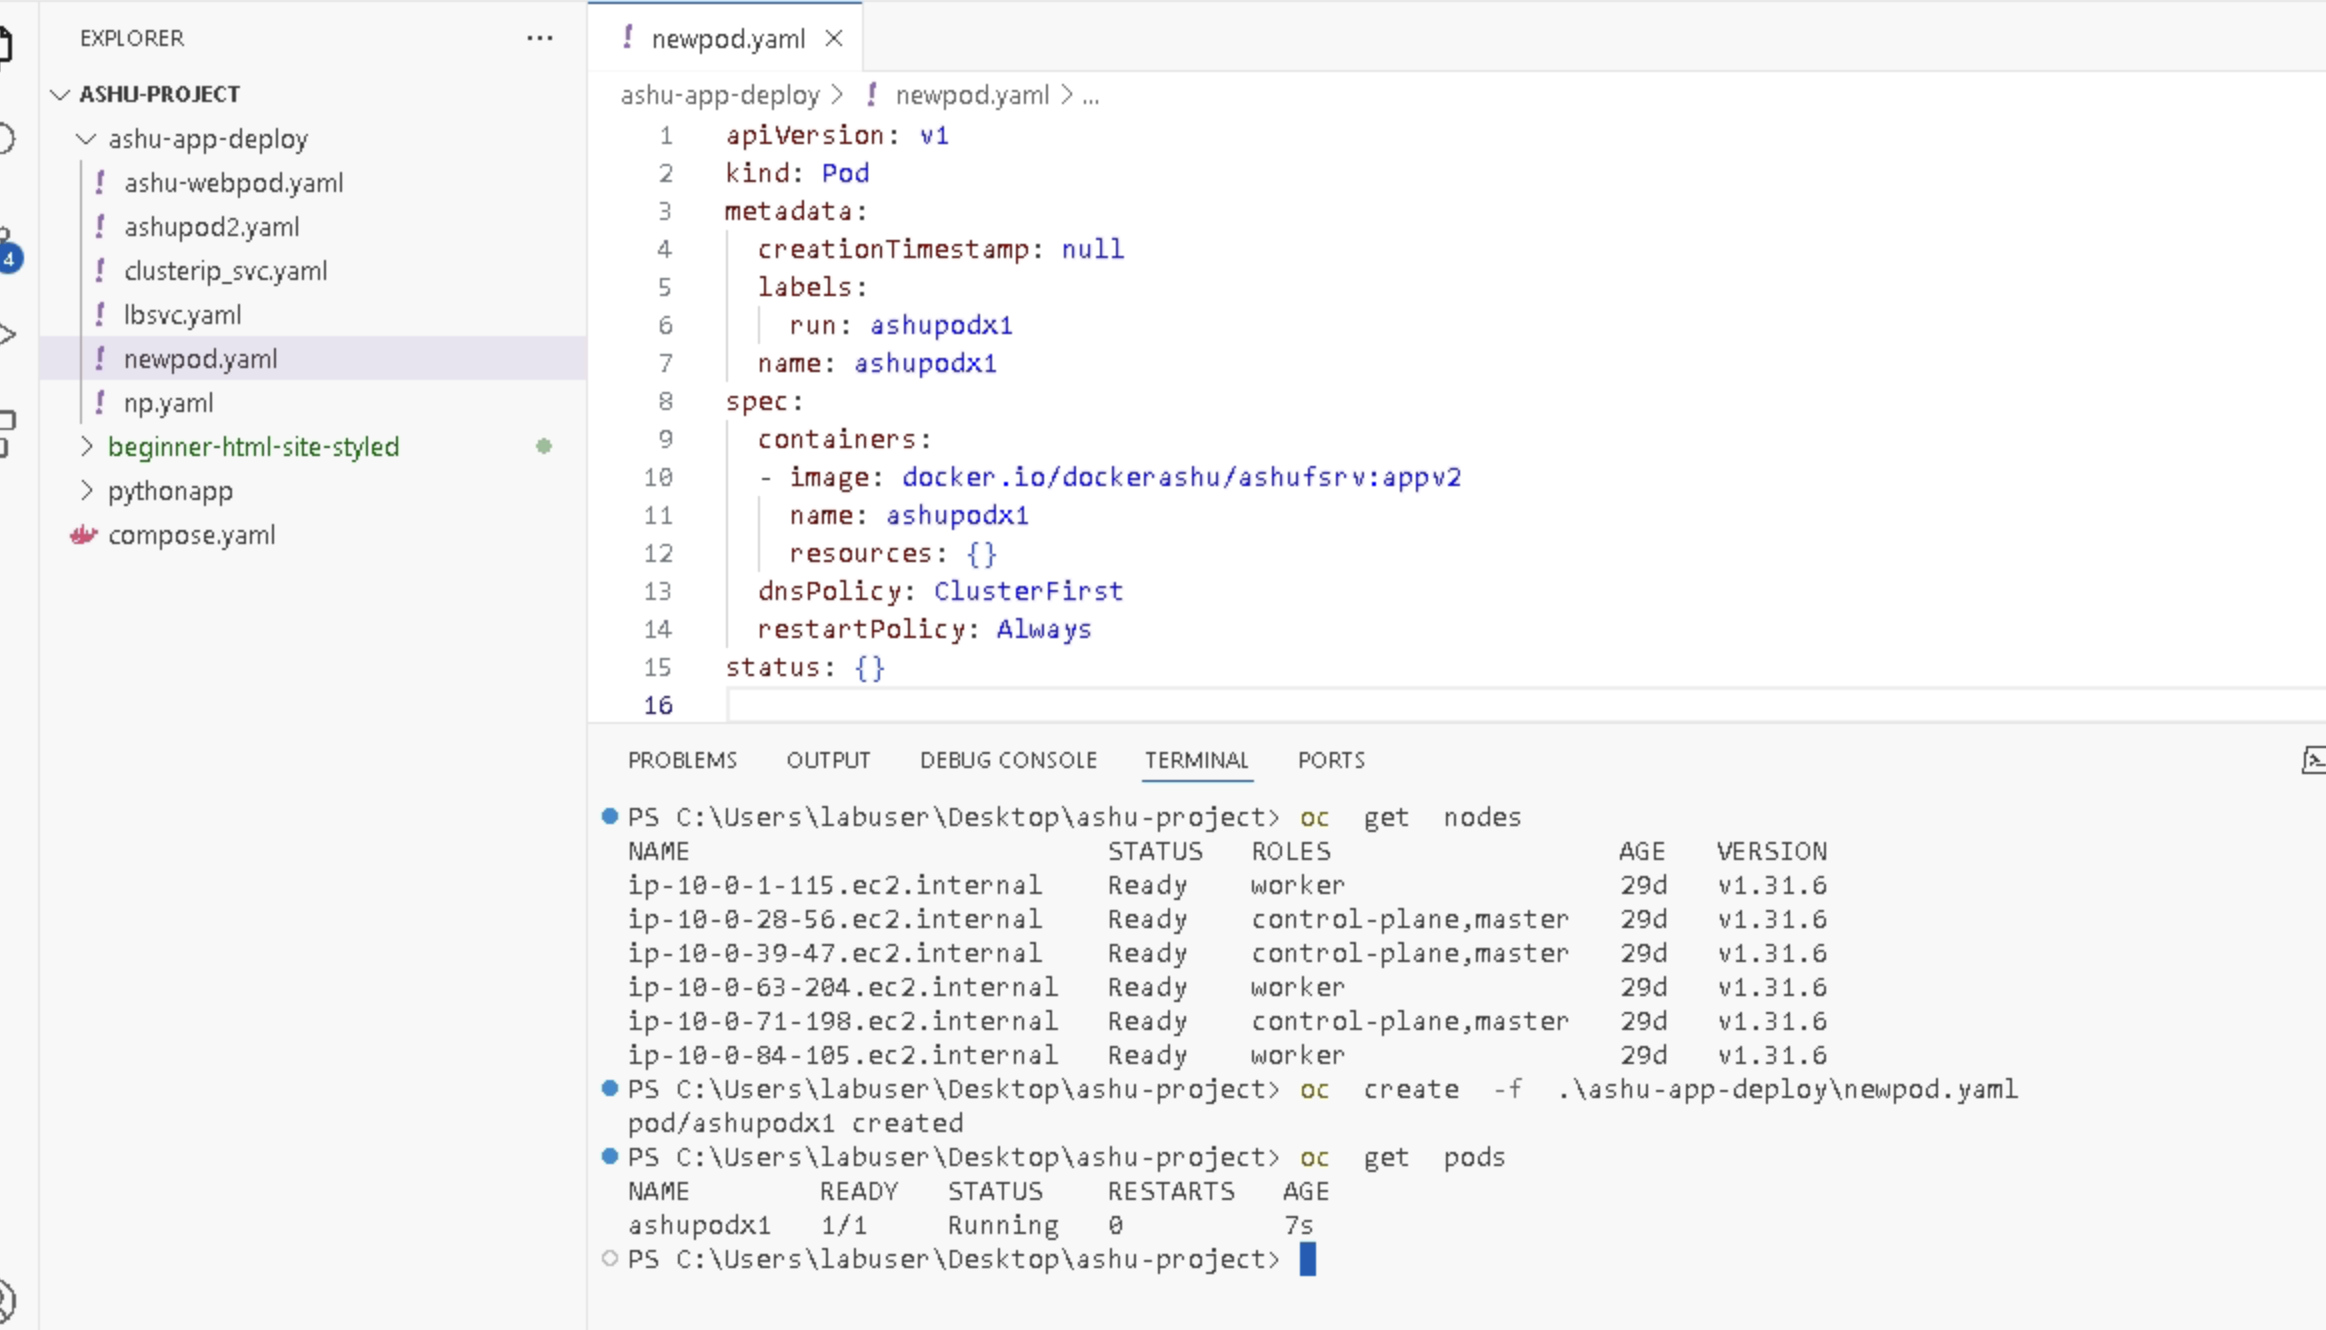 EXPLORER
ASHU-PROJECT
ashu-app-deploy
ashu-webpod.yaml
ashupod2.yaml
clusterip_svc.yaml
lbsvc.yaml
newpod.yaml
np.yaml
beginner-html-site-styled
pythonapp
compose.yaml
4
newpod.yaml
ashu-app-deploy > newpod.yaml > ...
1 apiVersion: v1
2 kind: Pod
3 metadata:
4 creationTimestamp: null
5 labels:
6 run: ashupodx1
7 name: ashupodx1
8 spec:
9 containers:
10 - image: docker.io/dockerashu/ashufsrv:appv2
11 name: ashupodx1
12 resources: {}
13 dnsPolicy: ClusterFirst
14 restartPolicy: Always
15 status: {}
16
PROBLEMS OUTPUT DEBUG CONSOLE TERMINAL PORTS
PS C:\Users\labuser\Desktop\ashu-project> oc get nodes
NAME STATUS ROLES AGE VERSION
ip-10-0-1-115.ec2.internal Ready worker 29d v1.31.6
ip-10-0-28-56.ec2.internal Ready control-plane,master 29d v1.31.6
ip-10-0-39-47.ec2.internal Ready control-plane,master 29d v1.31.6
ip-10-0-63-204.ec2.internal Ready worker 29d v1.31.6
ip-10-0-71-198.ec2.internal Ready control-plane,master 29d v1.31.6
ip-10-0-84-105.ec2.internal Ready worker 29d v1.31.6
PS C:\Users\labuser\Desktop\ashu-project> oc create -f .\ashu-app-deploy\newpod.yaml
pod/ashupodx1 created
PS C:\Users\labuser\Desktop\ashu-project> oc get pods
NAME READY STATUS RESTARTS AGE
ashupodx1 1/1 Running 0 7s
PS C:\Users\labuser\Desktop\ashu-project>